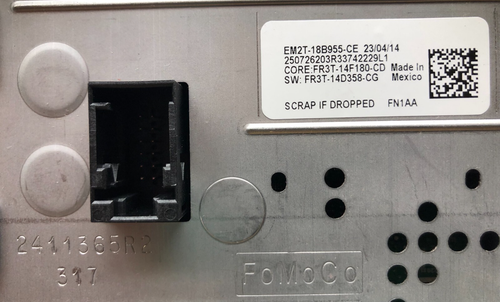 EM2T-18B955-CE 23/04/14
250726203R33742229L1
CORE:FR3T-14F180-CD Made In
SW: FR3T-14D358-CG Mexico
SCRAP IF DROPPED FN1AA
2411365R2
317
FoMoCo